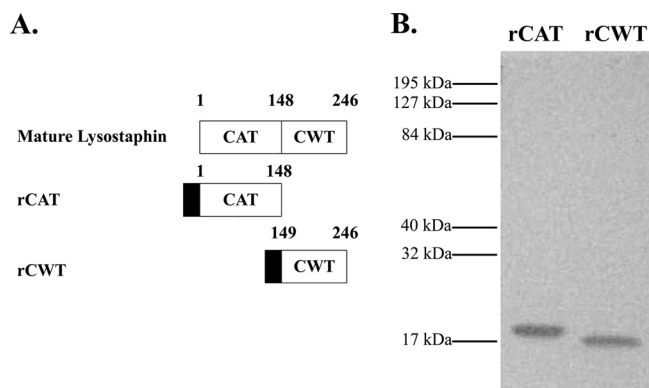 A.
1 148 246
Mature Lysostaphin CAT CWT
1 148
rCAT CAT
149 246
rCWT CWT
B.
rCAT rCWT
195 kDa
127 kDa
84 kDa
40 kDa
32 kDa
17 kDa